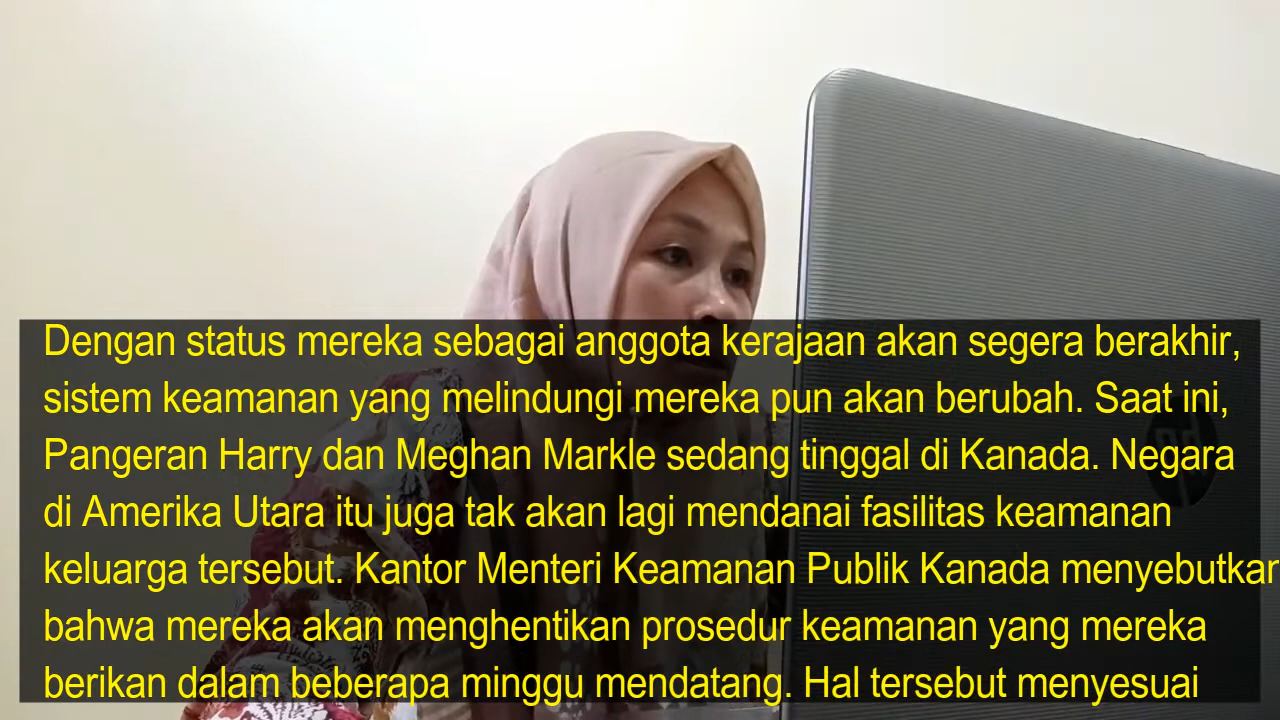 Dengan status mereka sebagai anggota kerajaan akan segera berakhir,
sistem keamanan yang melindungi mereka pun akan berubah. Saat ini,
Pangeran Harry dan Meghan Markle sedang tinggal di Kanada. Negara
di Amerika Utara itu juga tak akan lagi mendanai fasilitas keamanan
keluarga tersebut. Kantor Menteri Keamanan Publik Kanada menyebutkan
bahwa mereka akan menghentikan prosedur keamanan yang mereka
berikan dalam beberapa minggu mendatang. Hal tersebut menyesuai
hp